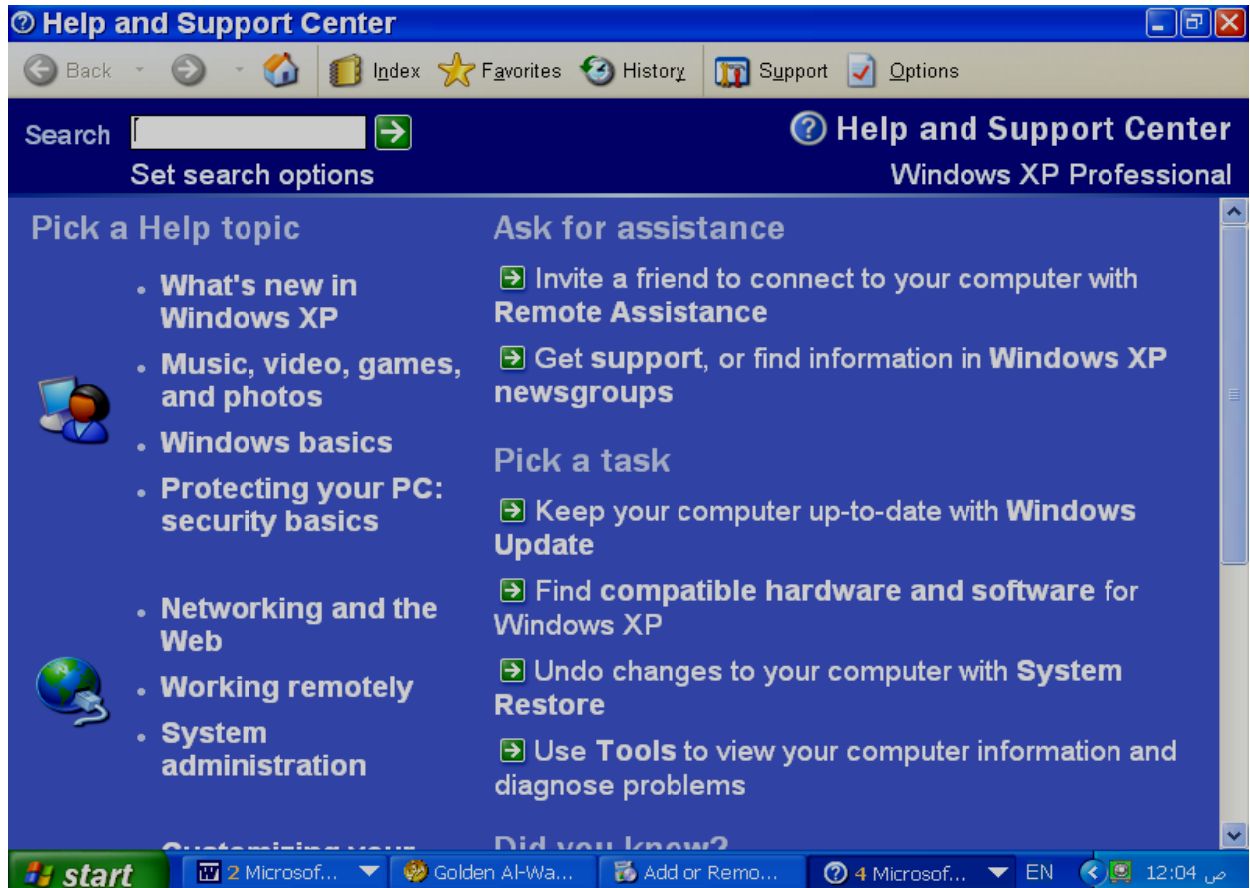 Help and Support Center
Back Index Favorites History Support Options
Search
Set search options
Help and Support Center
Windows XP Professional
Pick a Help topic
What's new in
Windows XP
Music, video, games,
and photos
Windows basics
Protecting your PC:
security basics
Networking and the
Web
Working remotely
System
administration
Customizing your
Ask for assistance
Invite a friend to connect to your computer with
Remote Assistance
Get support, or find information in Windows XP
newsgroups
Pick a task
Keep your computer up-to-date with Windows
Update
Find compatible hardware and software for
Windows XP
Undo changes to your computer with System
Restore
Use Tools to view your computer information and
diagnose problems
Did you know?
start 2 Microsof... Golden Al-Wa... Add or Remo... 4 Microsof... EN 12:04 ص